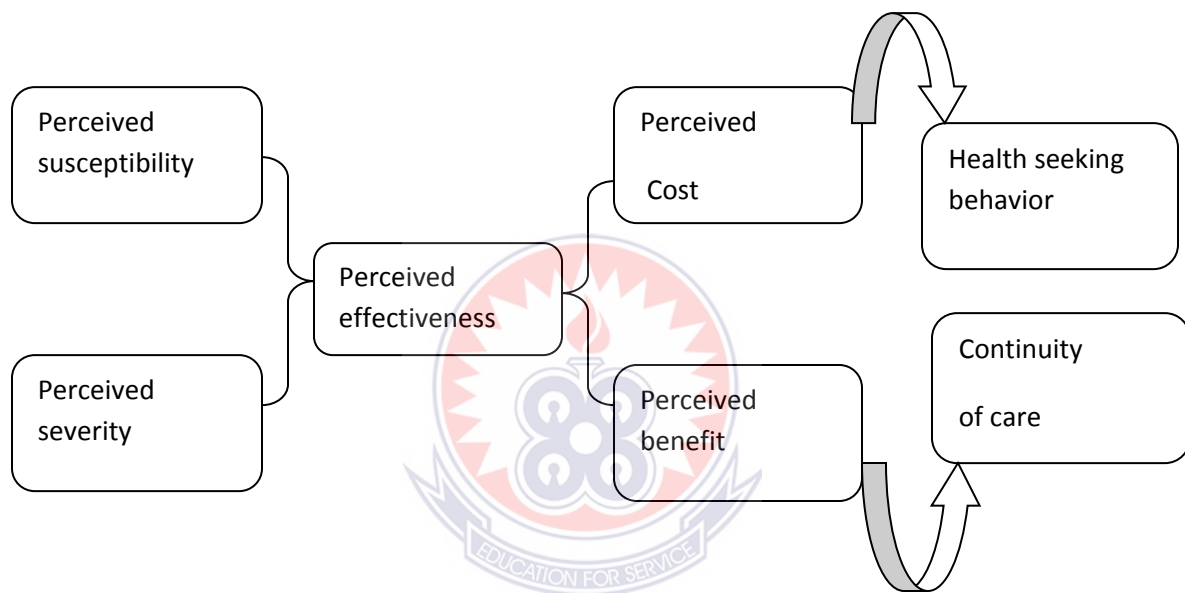 Perceived
susceptibility
Perceived
severity
Perceived
effectiveness
Perceived
Cost
Perceived
benefit
Health seeking
behavior
Continuity
of care
EDUCATION FOR SERVICE